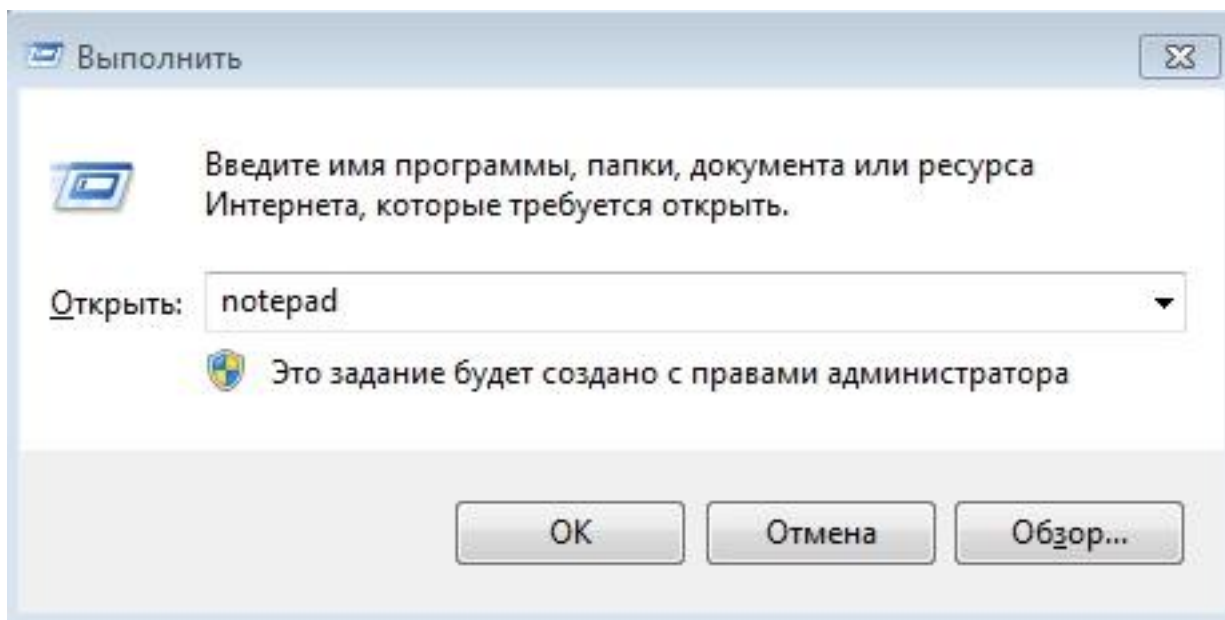 Выполнить
Введите имя программы, папки, документа или ресурса
Интернета, которые требуется открыть.
Открыть: notepad
Это задание будет создано с правами администратора
OK Отмена Обзор...